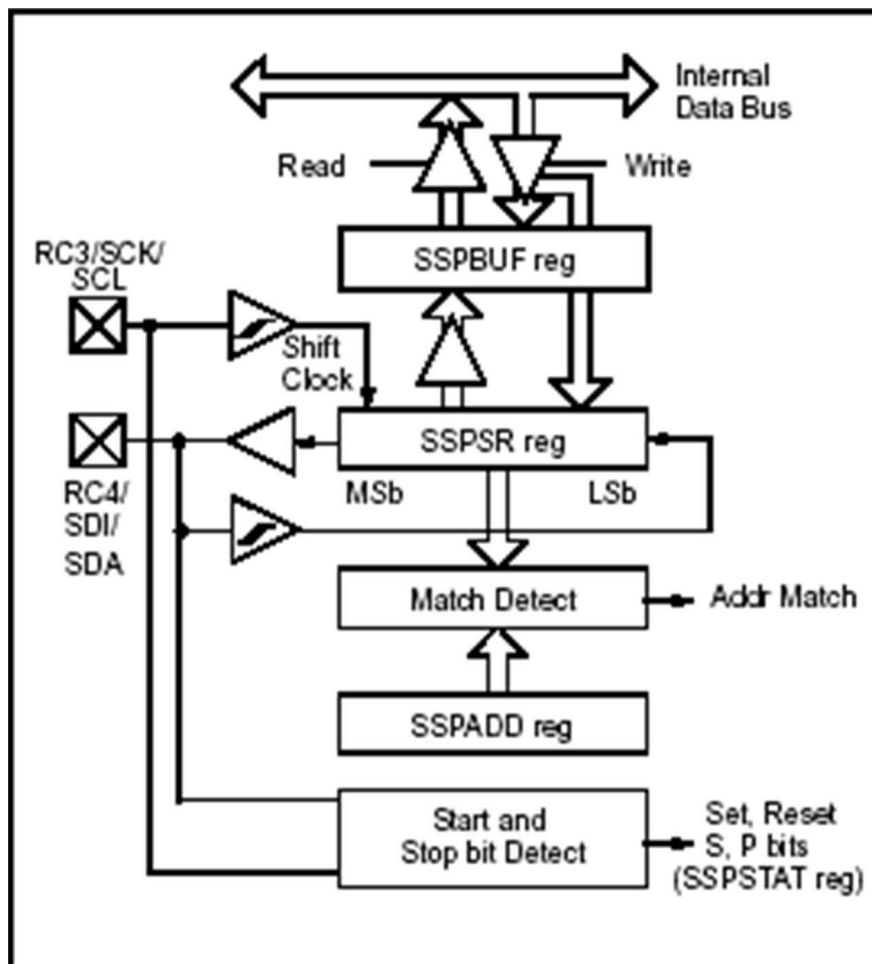 Internal
Data Bus
Read
Write
SSPBUF reg
RC3/SCK/
SCL
Shift
Clock
SSPSR reg
MSb
LSb
RC4/
SDI/
SDA
Match Detect
Addr Match
SSPADD reg
Start and
Stop bit Detect
Set, Reset
S, P bits
(SSPSTAT reg)